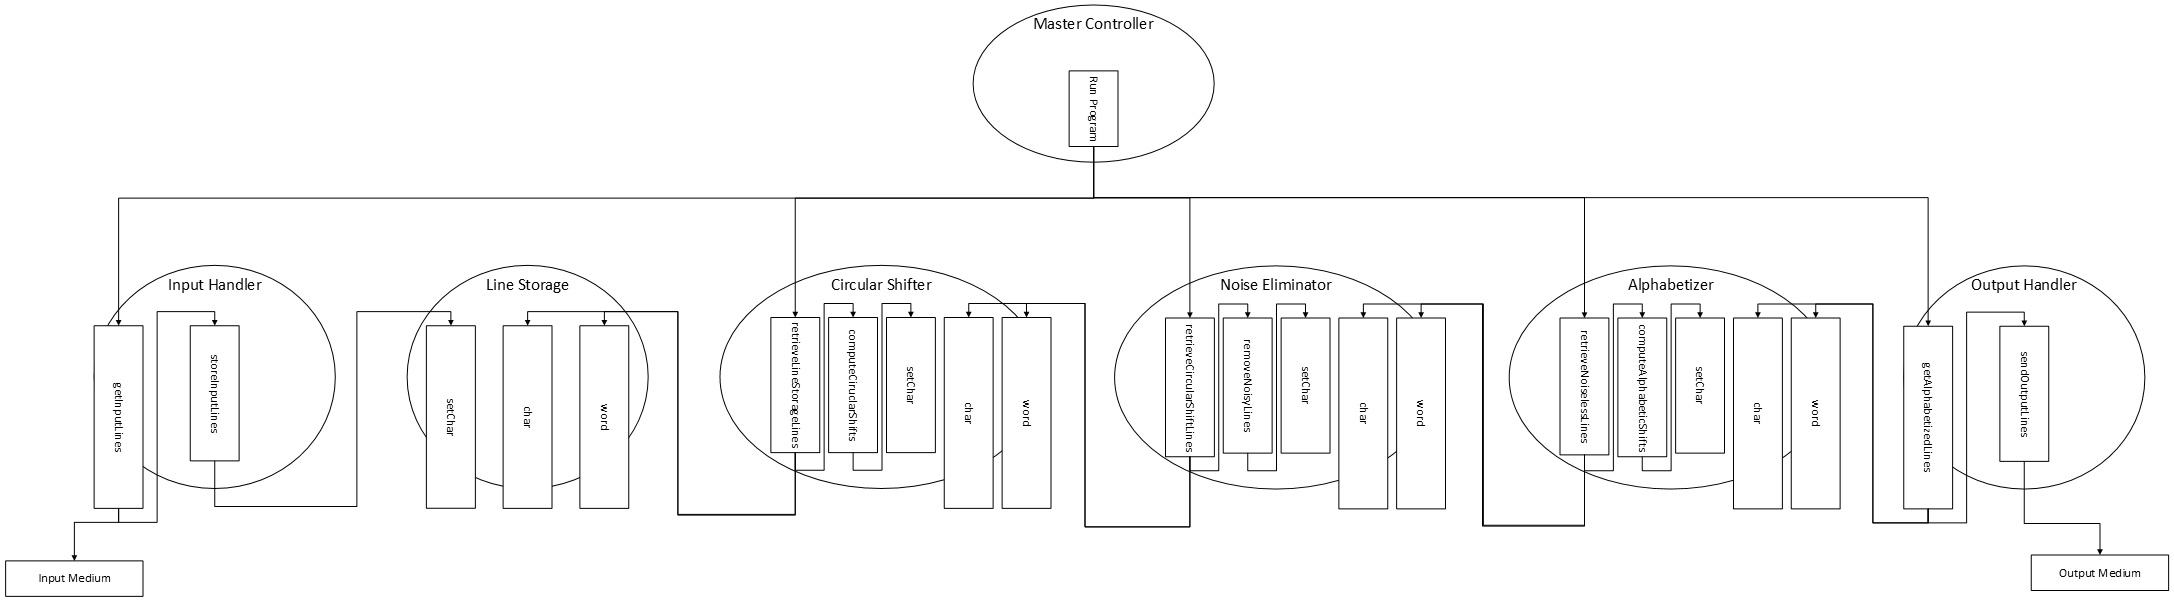 Master Controller
Run Program
Input Handler
Line Storage
Circular Shifter
Noise Eliminator
Alphabetizer
Output Handler
getInputLines
storeInputLines
setChar
char
word
retrieveLineStorageLines
computeCiruclarShifts
setChar
char
word
retrieveCircularShiftLines
removeNoisyLines
setChar
char
word
retrieveNoiselessLines
computeAlphabeticShifts
setChar
char
word
getAlphabetizedLines
sendOutputLines
Input Medium
Output Medium